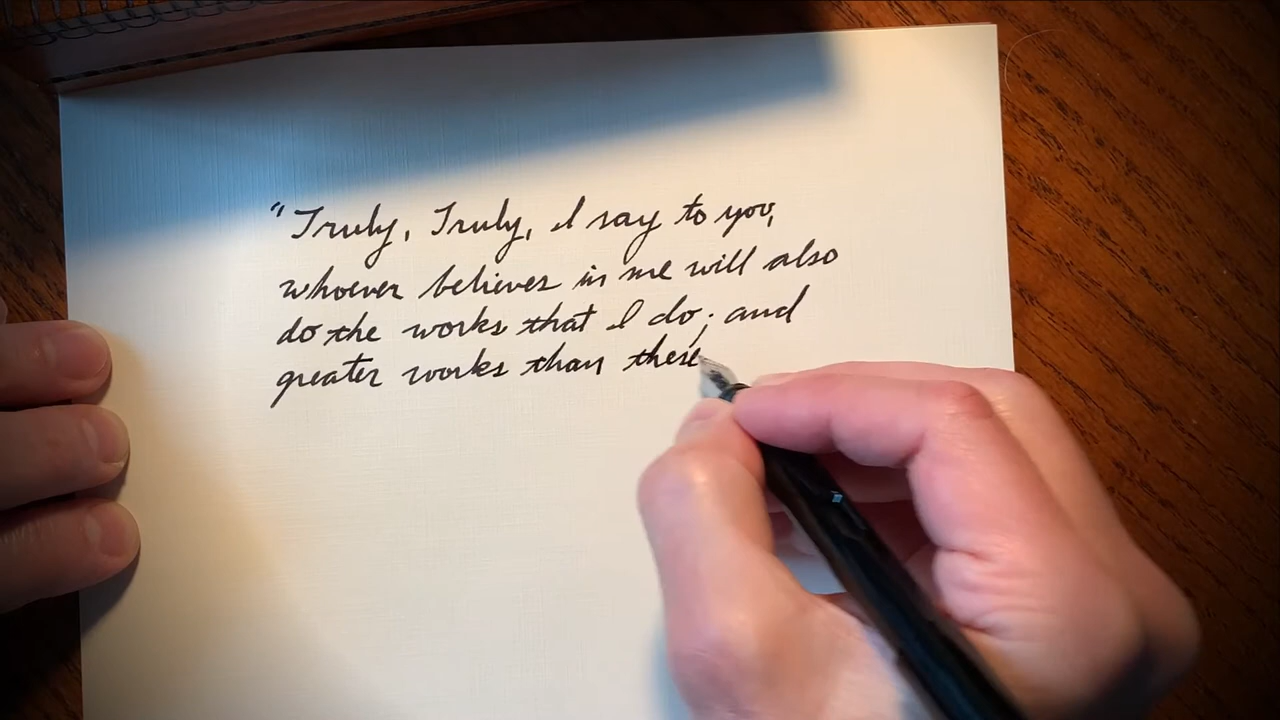 "Truly, Truly, I say to you,
whoever believes in me will also
do the works that I do; and
greater works than these